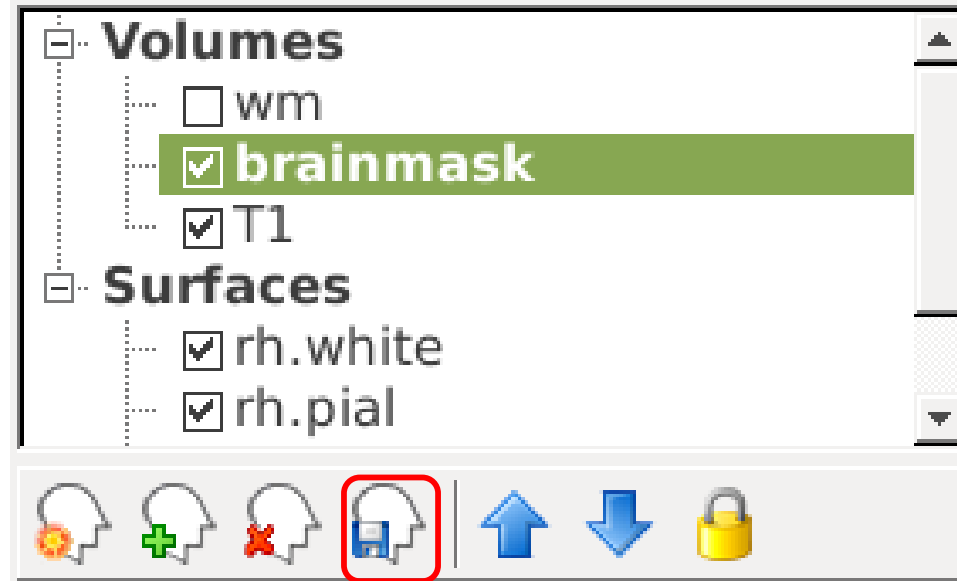 Volumes
wm
brainmask
T1
Surfaces
rh.white
rh.pial